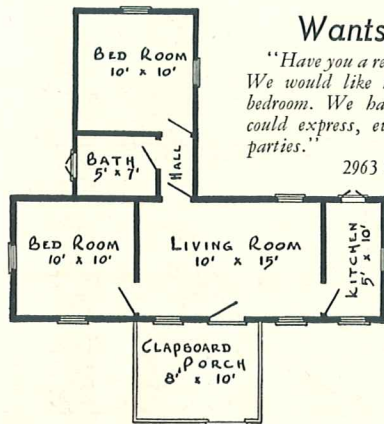 Wants
"Have you a re
We would like
bedroom. We ha
could express, e
parties."
2963
BED ROOM
10' x 10'
BATH
5' x 7'
HALL
BED ROOM
10' x 10'
LIVING ROOM
10' x 15'
KITCHEN
5' x 10'
CLAPBOARD
PORCH
8' x 10'